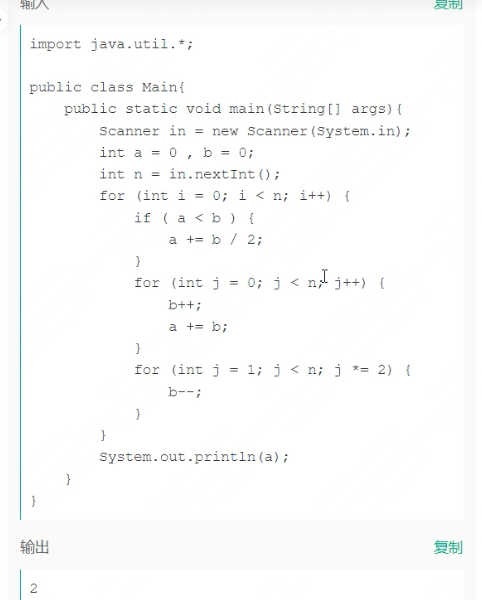 输入 复制
import java.util.*;
public class Main{
    public static void main(String[] args){
        Scanner in = new Scanner(System.in);
        int a = 0 , b = 0;
        int n = in.nextInt();
        for (int i = 0; i < n; i++) {
            if ( a < b ) {
                a += b / 2;
            }
            for (int j = 0; j < n; j++) {
                b++;
                a += b;
            }
            for (int j = 1; j < n; j *= 2) {
                b--;
            }
        }
        System.out.println(a);
    }
}
输出 复制
2